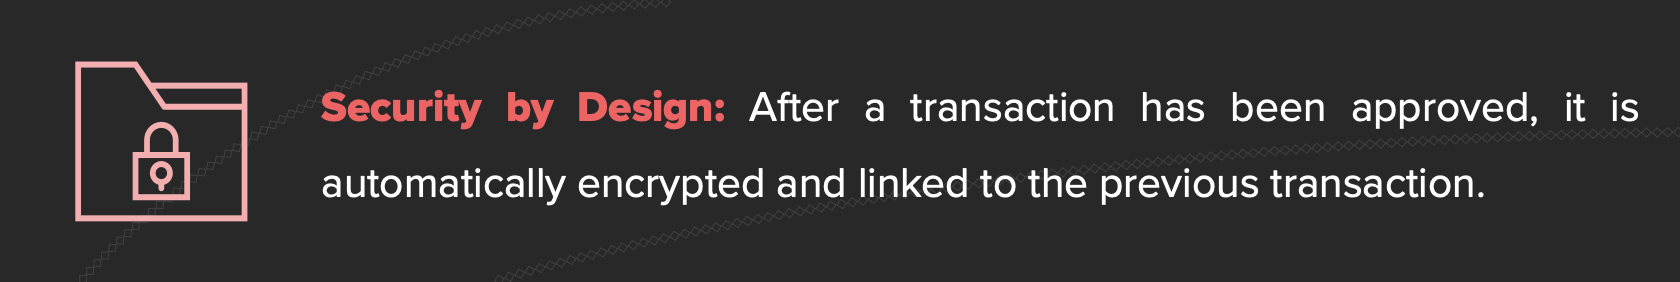 Security by Design: After a transaction has been approved, it is
automatically encrypted and linked to the previous transaction.